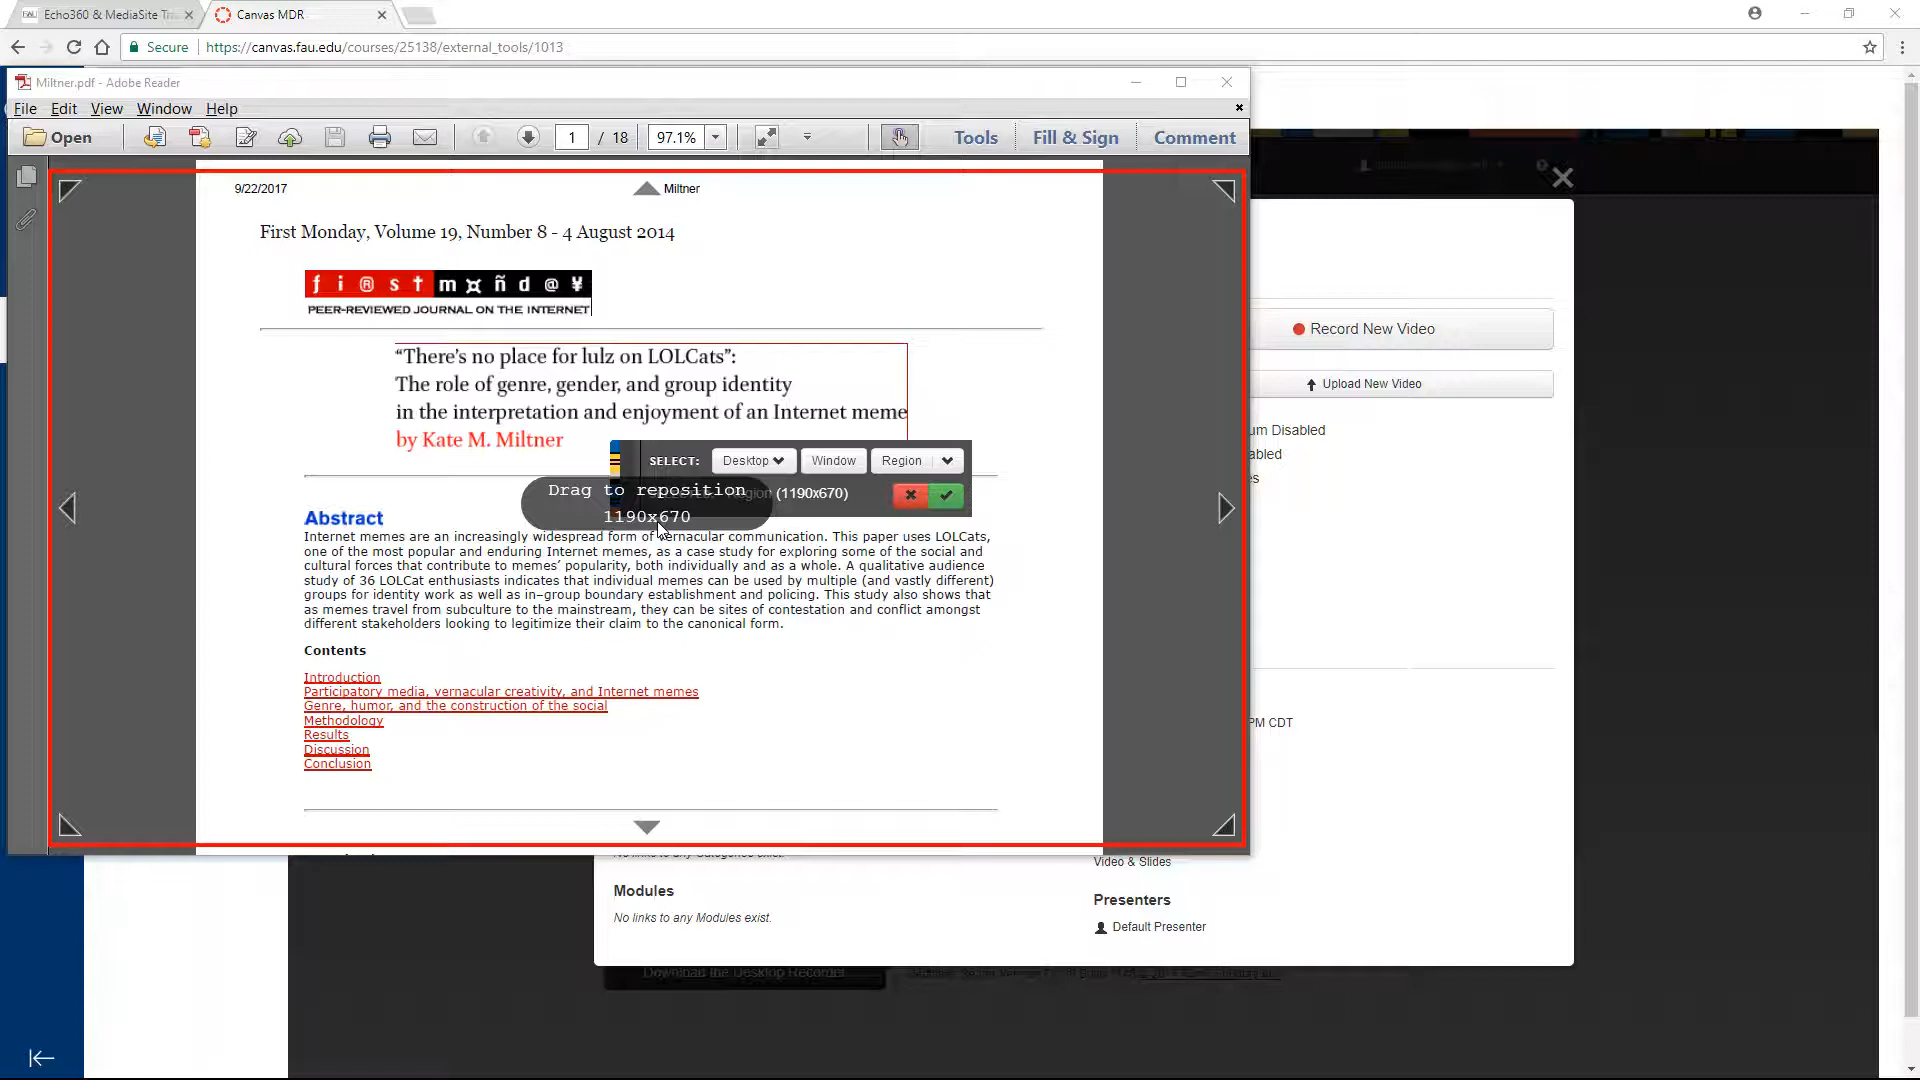 Echo360 & MediaSite Tr
Canvas MDR
Secure
https://canvas.fau.edu/courses/25138/external_tools/1013
Miltner.pdf - Adobe Reader
File Edit View Window Help
Open
1 / 18
97.1%
Tools
Fill & Sign
Comment
9/22/2017
Miltner
First Monday, Volume 19, Number 8 - 4 August 2014
ƒ i ® s † m ¤ ñ d @ ¥
PEER-REVIEWED JOURNAL ON THE INTERNET
“There’s no place for lulz on LOLCats”:
The role of genre, gender, and group identity
in the interpretation and enjoyment of an Internet meme
by Kate M. Miltner
SELECT: Desktop Window Region
Region (1190x670)
Drag to reposition
1190x670
Abstract
Internet memes are an increasingly widespread form of vernacular communication. This paper uses LOLCats,
one of the most popular and enduring Internet memes, as a case study for exploring some of the social and
cultural forces that contribute to memes’ popularity, both individually and as a whole. A qualitative audience
study of 36 LOLCat enthusiasts indicates that individual memes can be used by multiple (and vastly different)
groups for identity work as well as in–group boundary establishment and policing. This study also shows that
as memes travel from subculture to the mainstream, they can be sites of contestation and conflict amongst
different stakeholders looking to legitimize their claim to the canonical form.
Contents
Introduction
Participatory media, vernacular creativity, and Internet memes
Genre, humor, and the construction of the social
Methodology
Results
Discussion
Conclusion
Record New Video
Upload New Video
um Disabled
abled
es
PM CDT
No links to any Categories exist.
Video & Slides
Modules
No links to any Modules exist.
Presenters
Default Presenter
Download the Desktop Recorder